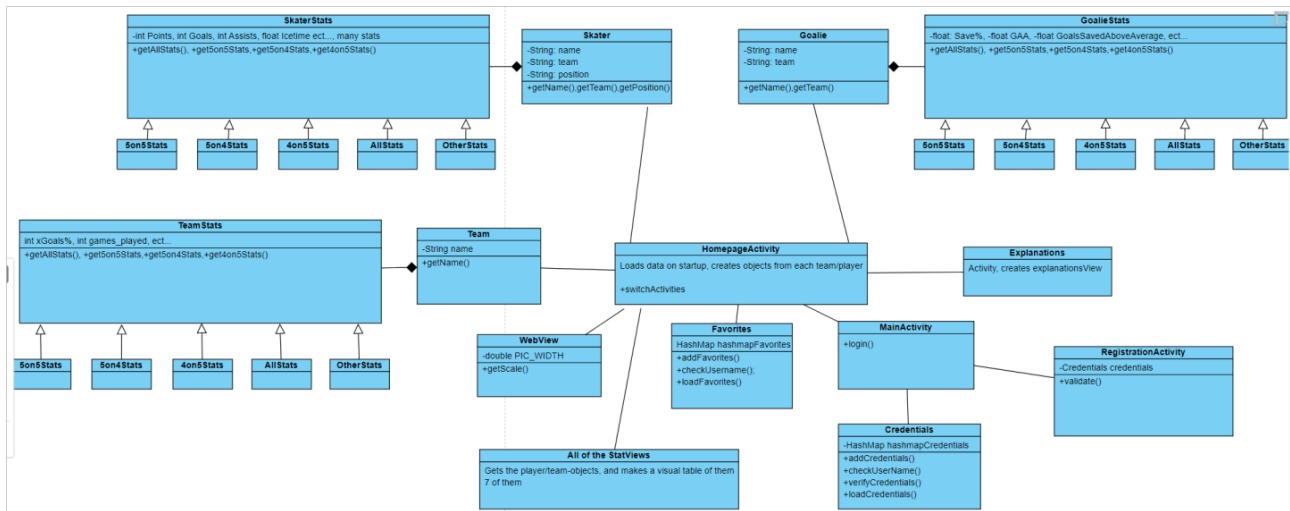 SkaterStats
-int Points, int Goals, int Assists, float Icetime ect..., many stats
+getAllStats(), +get5on5Stats,+get5on4Stats,+get4on5Stats()
5on5Stats
5on4Stats
4on5Stats
AllStats
OtherStats
Skater
-String: name
-String: team
-String: position
+getName(),getTeam(),getPosition()
Goalie
-String: name
-String: team
+getName(),getTeam()
GoalieStats
-float: Save%, -float GAA, -float GoalsSavedAboveAverage, ect...
+getAllStats(), +get5on5Stats,+get5on4Stats,+get4on5Stats()
5on5Stats
5on4Stats
4on5Stats
AllStats
OtherStats
TeamStats
int xGoals%, int games_played, ect...
+getAllStats(), +get5on5Stats,+get5on4Stats,+get4on5Stats()
5on5Stats
5on4Stats
4on5Stats
AllStats
OtherStats
Team
-String name
+getName()
HomepageActivity
Loads data on startup, creates objects from each team/player
+switchActivities
Explanations
Activity, creates explanationsView
WebView
-double PIC_WIDTH
+getScale()
Favorites
HashMap hashmapFavorites
+addFavorites()
+checkUsername();
+loadFavorites()
MainActivity
+login()
RegistrationActivity
-Credentials credentials
+validate()
All of the StatViews
Gets the player/team-objects, and makes a visual table of them
7 of them
Credentials
-HashMap hashmapCredentials
+addCredentials()
+checkUserName()
+verifyCredentials()
+loadCredentials()